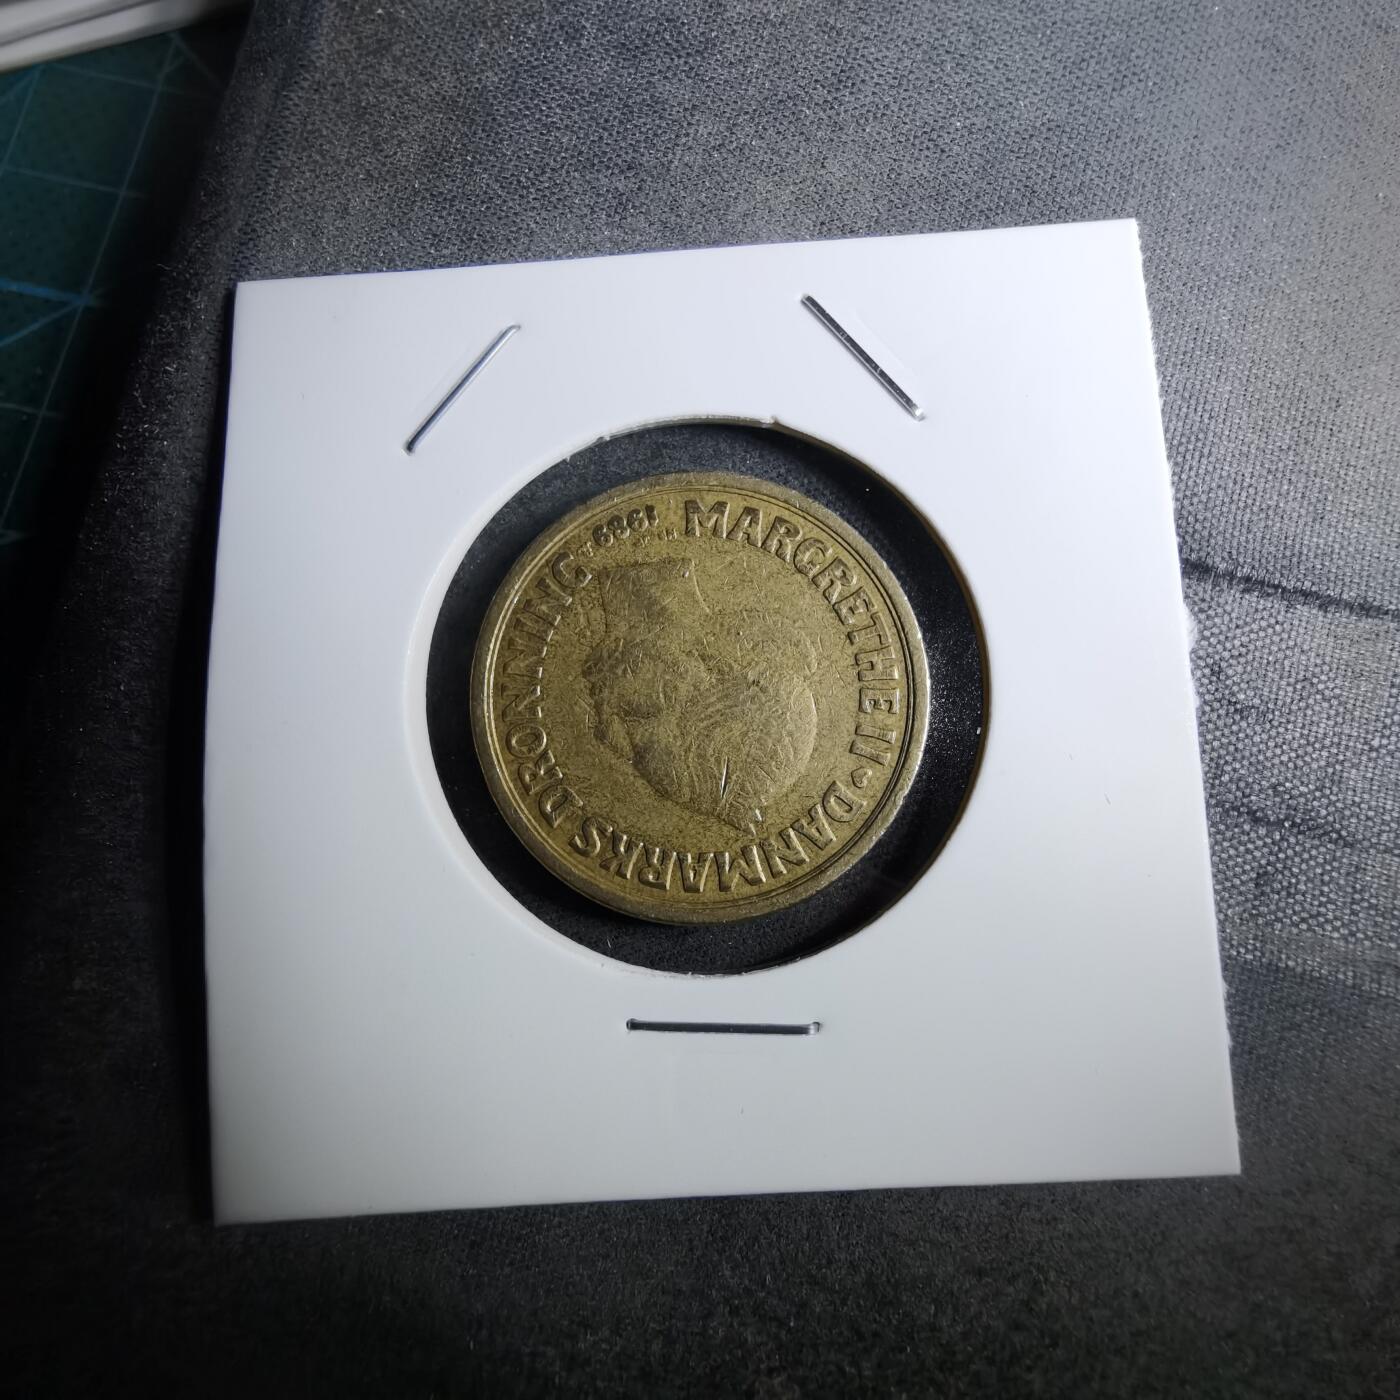 MARGRETHE II ♥ DANMARKS DRONNING
1989